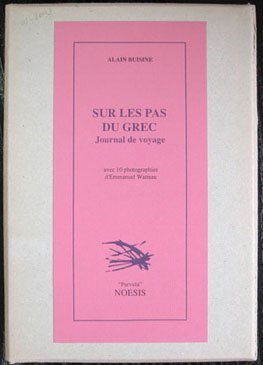 ALAIN BUISINE
SUR LES PAS
DU GREC
Journal de voyage
avec 10 photographies
d'Emmanuel Watteau
"Parvula"
NOESIS